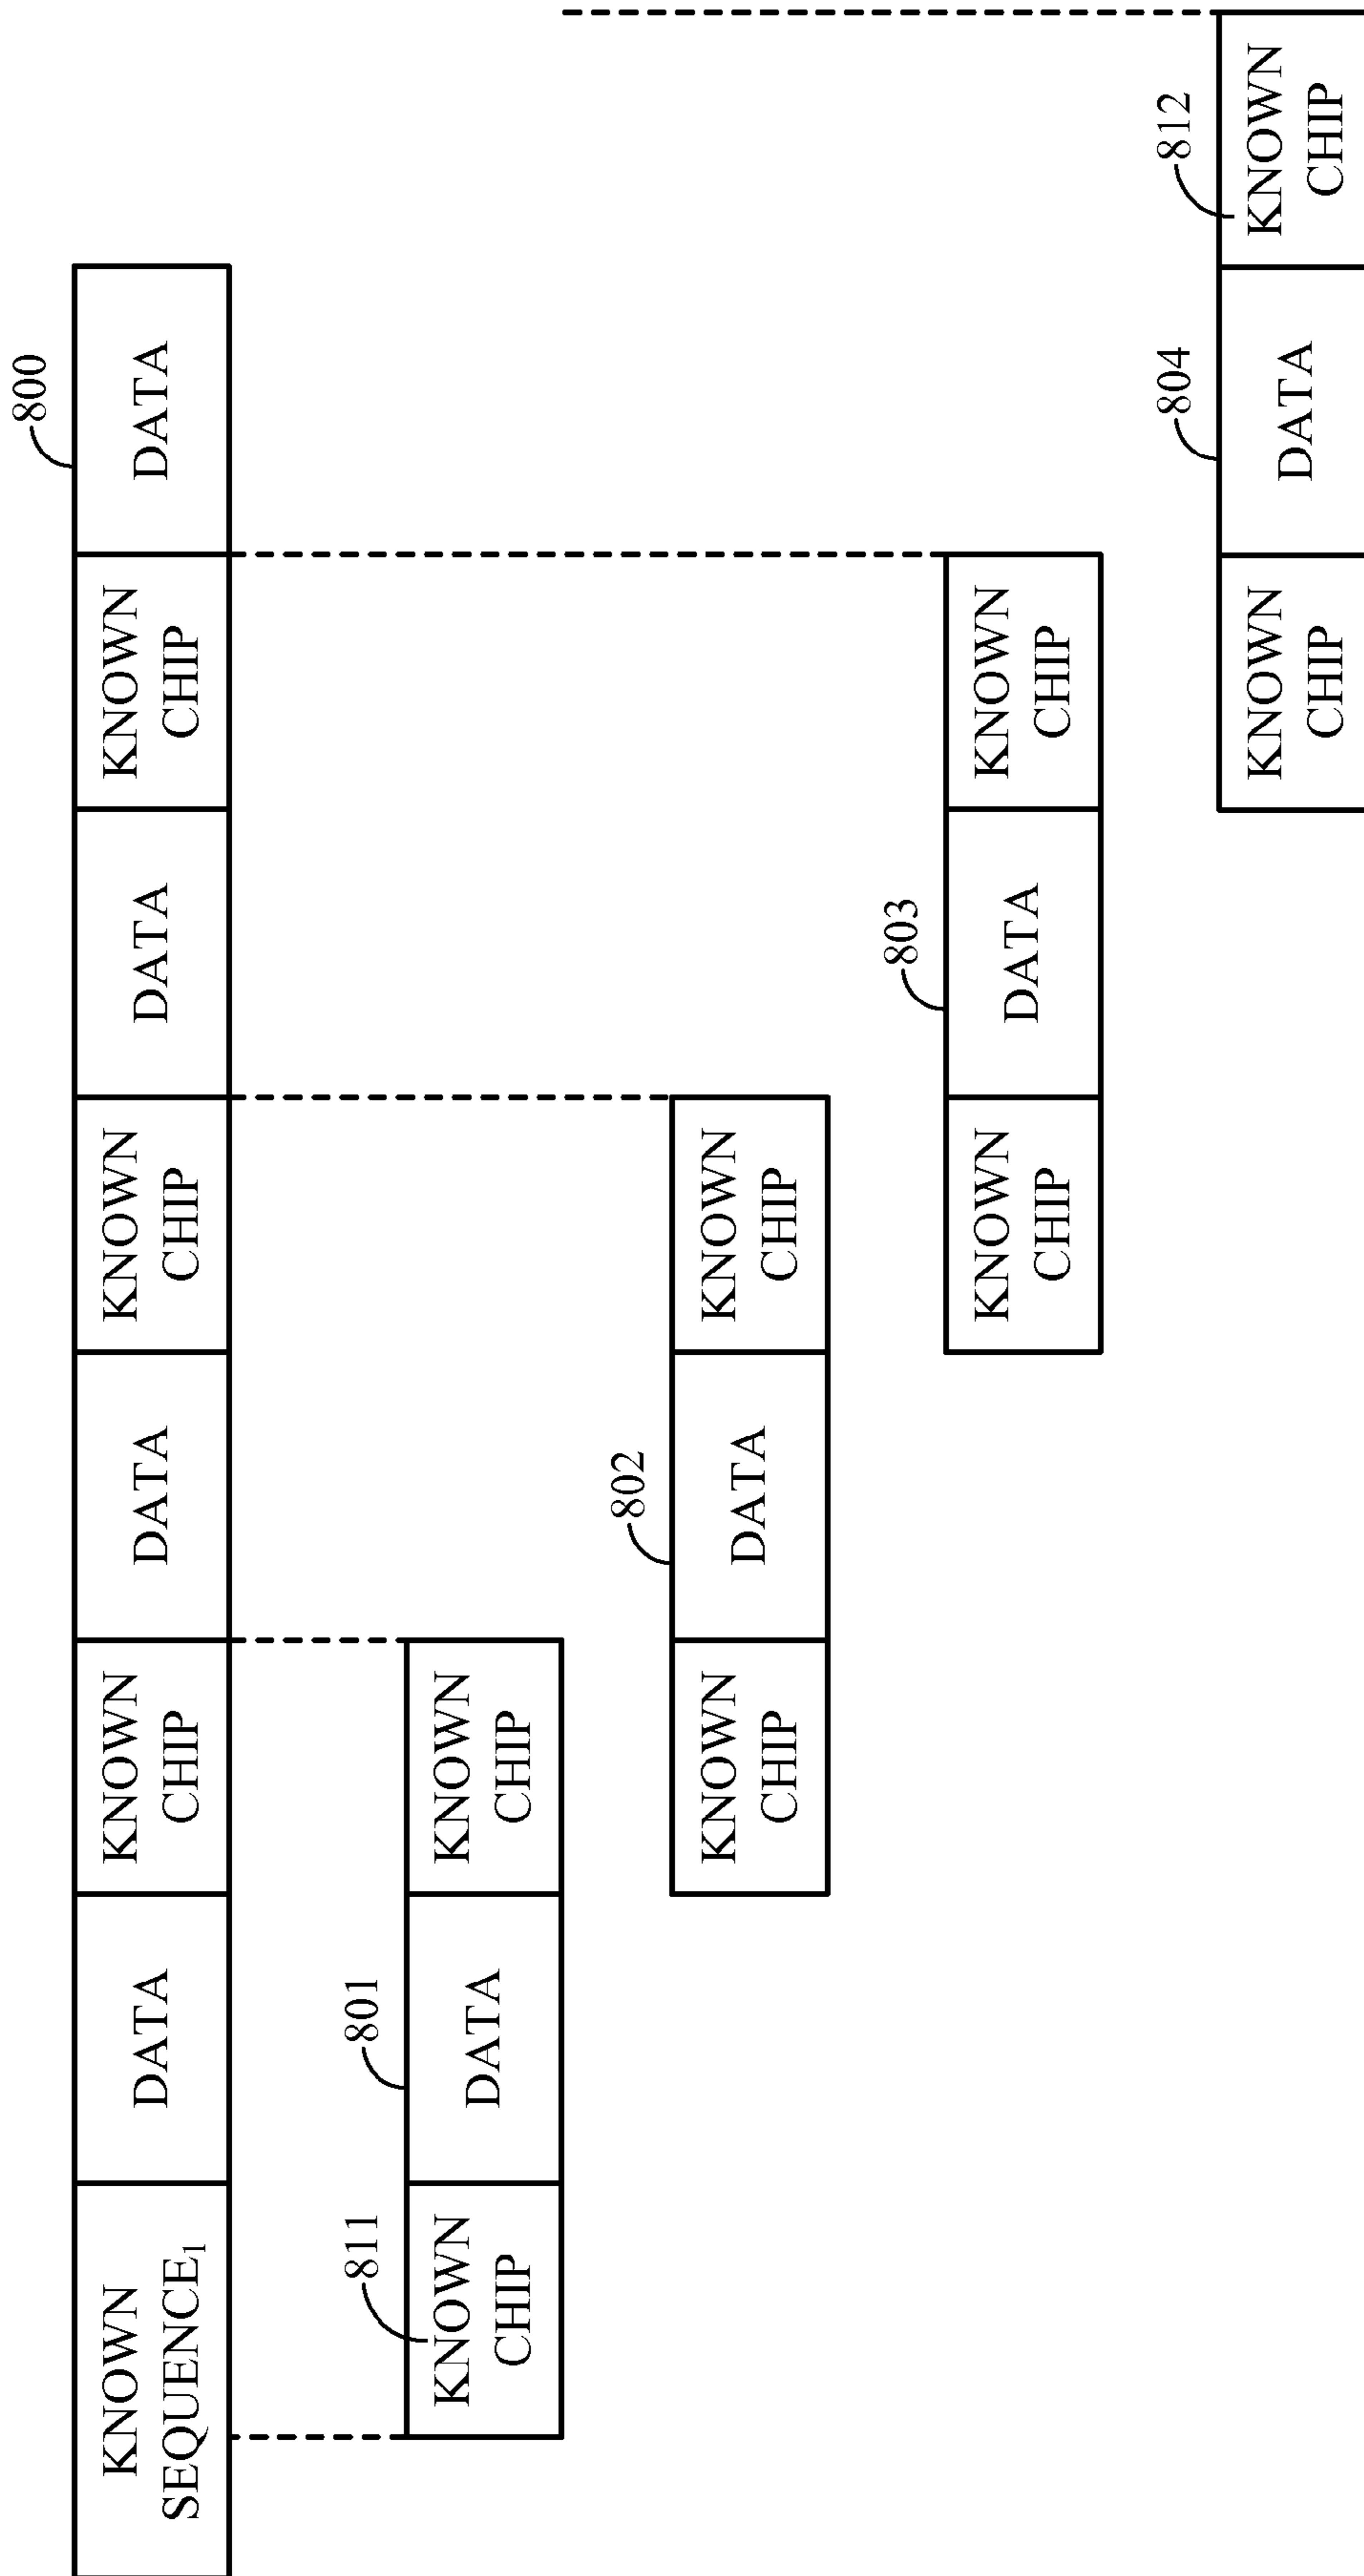 800
KNOWN
SEQUENCE1
DATA
KNOWN
CHIP
DATA
KNOWN
CHIP
DATA
KNOWN
CHIP
DATA
811
801
KNOWN
CHIP
DATA
KNOWN
CHIP
802
KNOWN
CHIP
DATA
KNOWN
CHIP
803
KNOWN
CHIP
DATA
KNOWN
CHIP
804
812
KNOWN
CHIP
DATA
KNOWN
CHIP